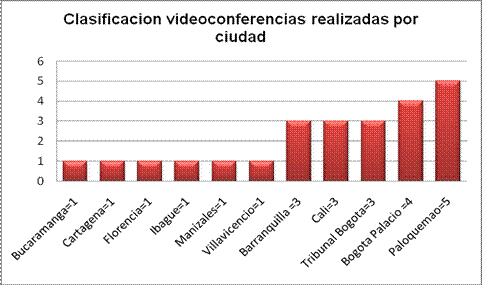 Clasificacion videoconferencias realizadas por
ciudad
6
5
4
3
2
1
0
Bucaramanga=1
Cartagena=1
Florencia=1
Ibague=1
Manizales=1
Villavicencio=1
Barranquilla =3
Cali=3
Tribunal Bogota=3
Bogota Palacio =4
Paloquemao=5